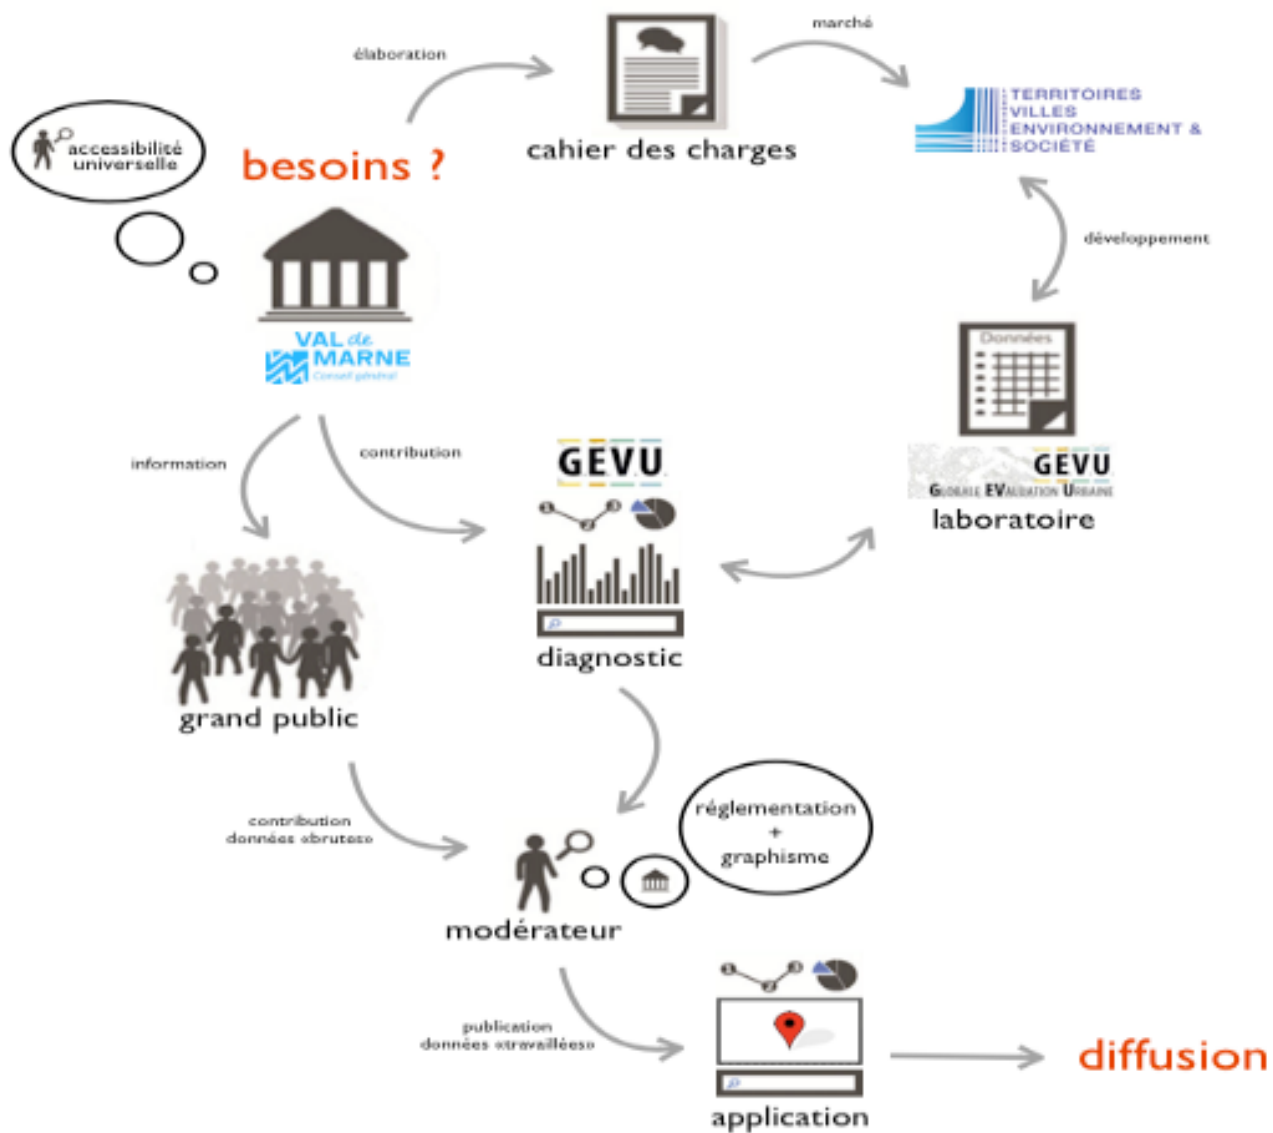 marché
élaboration
TERRITOIRES
VILLES
ENVIRONNEMENT &
SOCIÉTÉ
cahier des charges
accessibilité
universelle
besoins ?
développement
VAL de
MARNE
Conseil général
Données
information
contribution
GEVU
GEVU
GLOBALE EVALUATION URBAINE
laboratoire
diagnostic
grand public
réglementation
+
graphisme
contribution
données «brutes»
modérateur
publication
données «travaillées»
diffusion
application